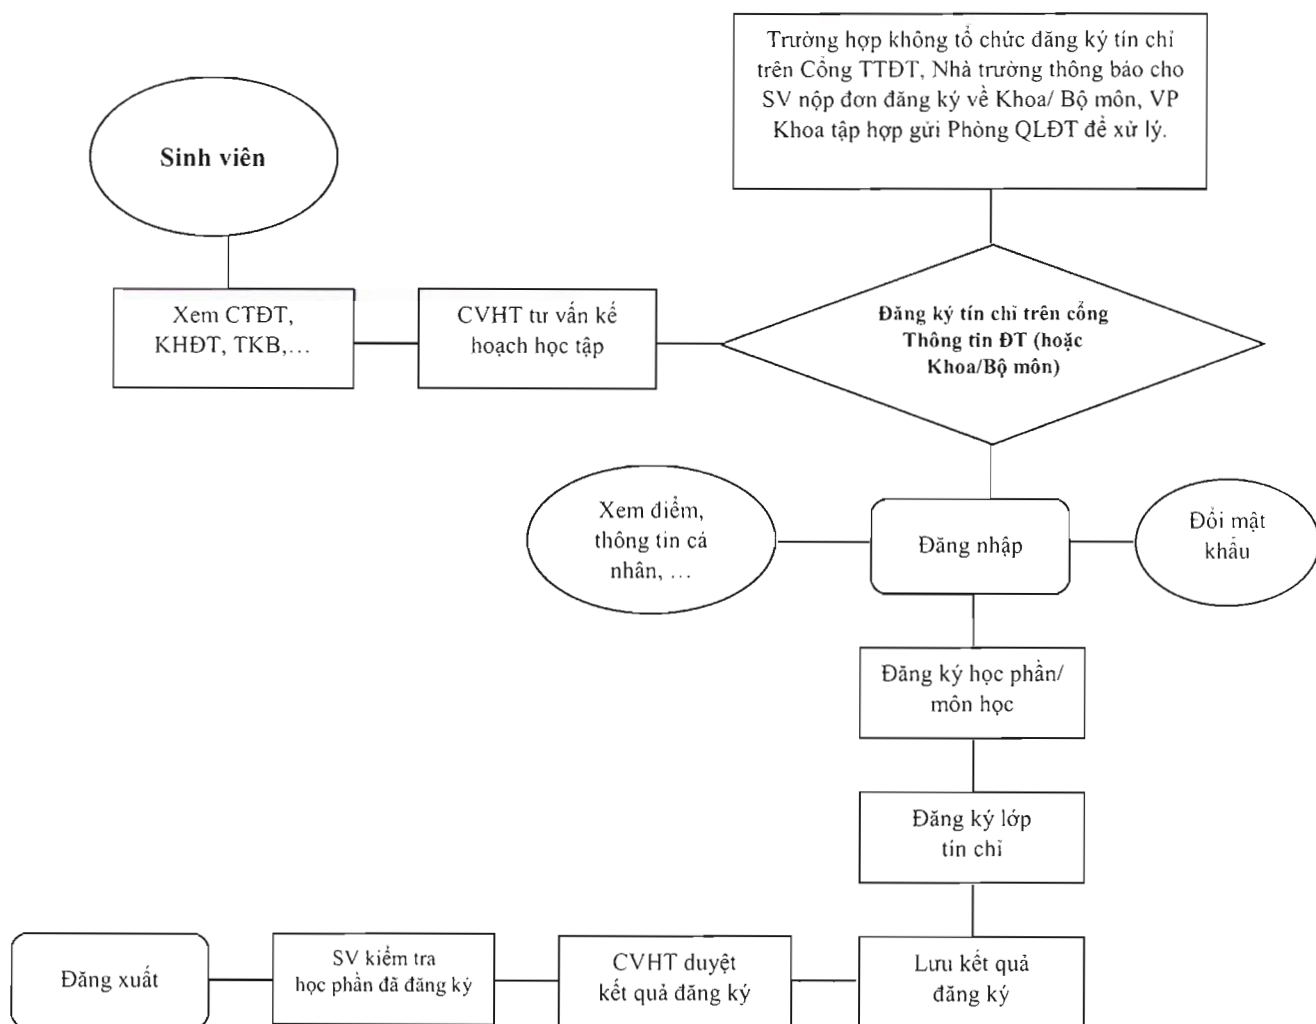 Trường hợp không tổ chức đăng ký tín chỉ
trên Cổng TTĐT, Nhà trường thông báo cho
SV nộp đơn đăng ký về Khoa/ Bộ môn, VP
Khoa tập hợp gửi Phòng QLĐT để xử lý.
Sinh viên
Xem CTĐT,
KHĐT, TKB,…
CVHT tư vấn kế
hoạch học tập
Đăng ký tín chỉ trên cổng
Thông tin ĐT (hoặc
Khoa/Bộ môn)
Xem điểm,
thông tin cá
nhân, …
Đăng nhập
Đổi mật
khẩu
Đăng ký học phần/
môn học
Đăng ký lớp
tín chỉ
Đăng xuất
SV kiểm tra
học phần đã đăng ký
CVHT duyệt
kết quả đăng ký
Lưu kết quả
đăng ký